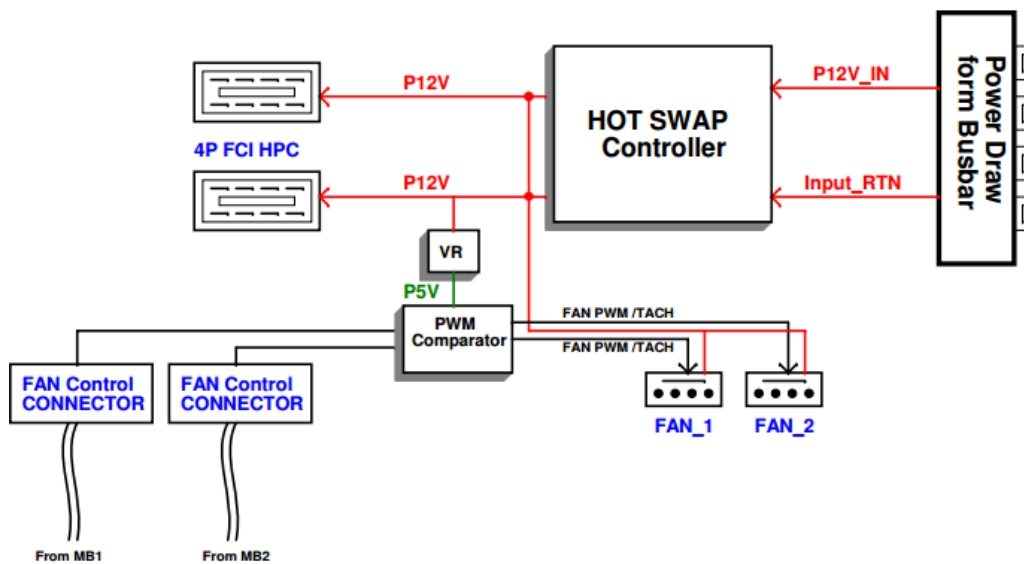 P12V
P12V_IN
HOT SWAP
Controller
Power Draw
form Busbar
4P FCI HPC
P12V
Input_RTN
VR
P5V
PWM
Comparator
FAN PWM /TACH
FAN PWM /TACH
FAN Control
CONNECTOR
FAN Control
CONNECTOR
FAN_1
FAN_2
From MB1
From MB2